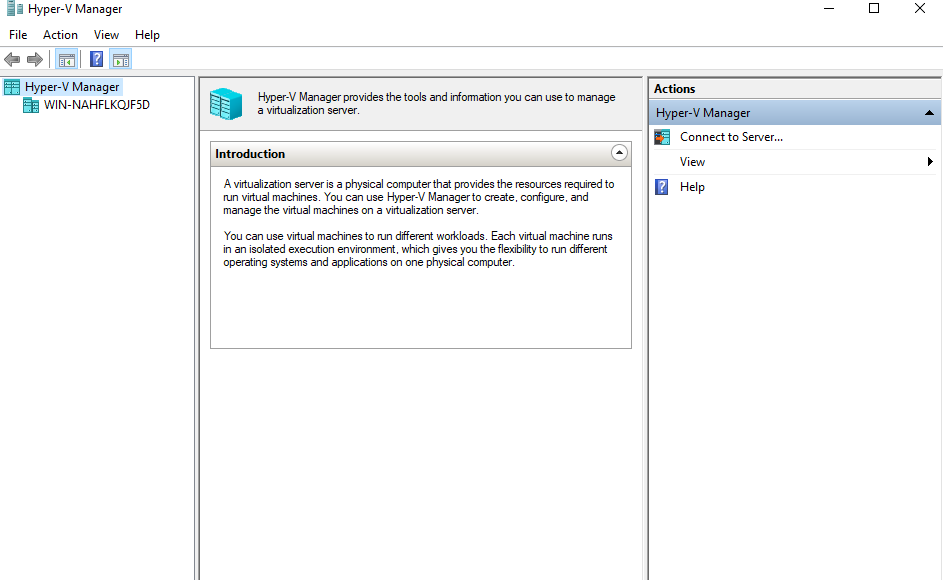 Hyper-V Manager
File Action View Help
Hyper-V Manager
WIN-NAHFLKQJF5D
Hyper-V Manager provides the tools and information you can use to manage
a virtualization server.
Introduction
A virtualization server is a physical computer that provides the resources required to
run virtual machines. You can use Hyper-V Manager to create, configure, and
manage the virtual machines on a virtualization server.
You can use virtual machines to run different workloads. Each virtual machine runs
in an isolated execution environment, which gives you the flexibility to run different
operating systems and applications on one physical computer.
Actions
Hyper-V Manager
Connect to Server...
View
Help